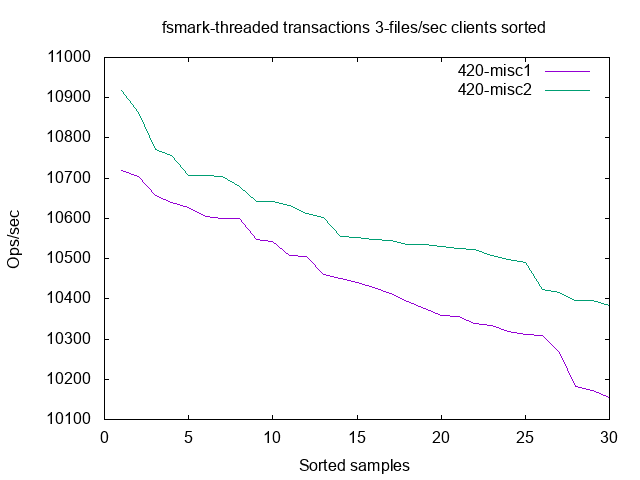 fsmark-threaded transactions 3-files/sec clients sorted
11000
10900
10800
10700
10600
10500
10400
10300
10200
10100
Ops/sec
420-misc1
420-misc2
0 5 10 15 20 25 30
Sorted samples